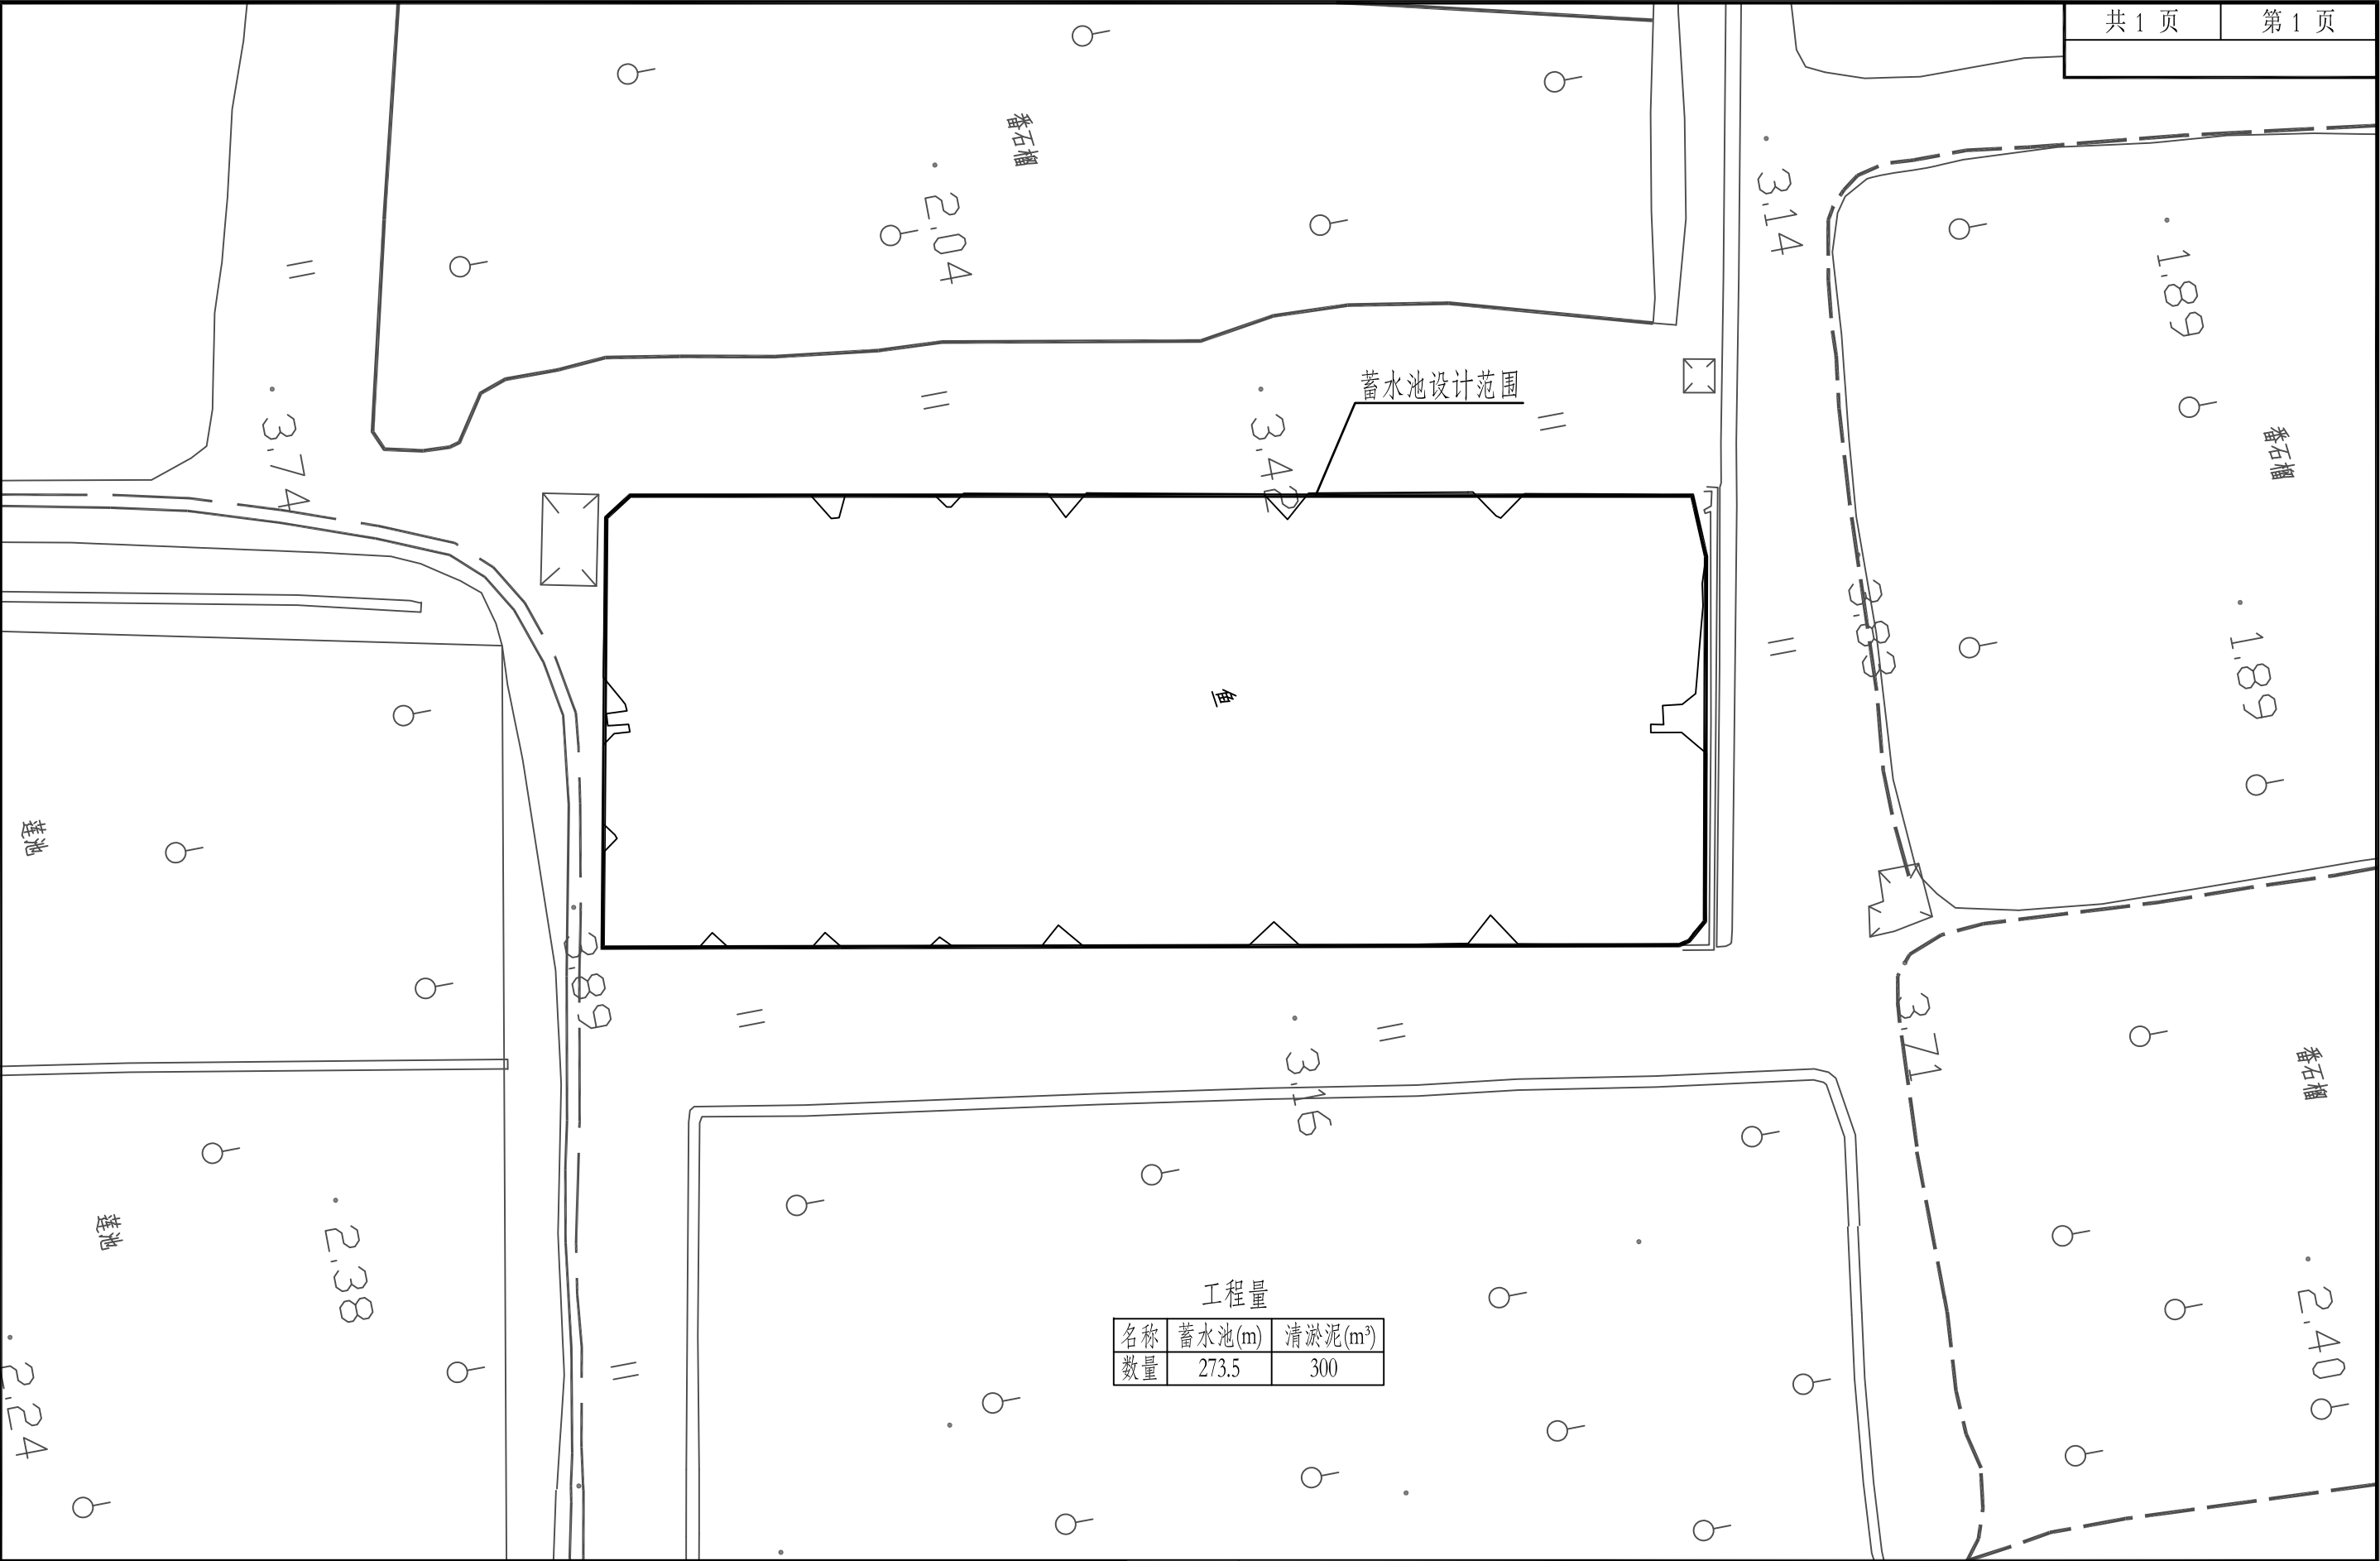 共 1 页 第 1 页
番石榴
3.14
2.04
1.89
蓄水池设计范围
3.74
3.42
番石榴
3.83
1.89
鱼
莲池
3.89
3.71
番石榴
3.16
莲池
2.38
2.40
2.24
工程量
名称 蓄水池(m) 清淤泥(m³)
数量 273.5 300